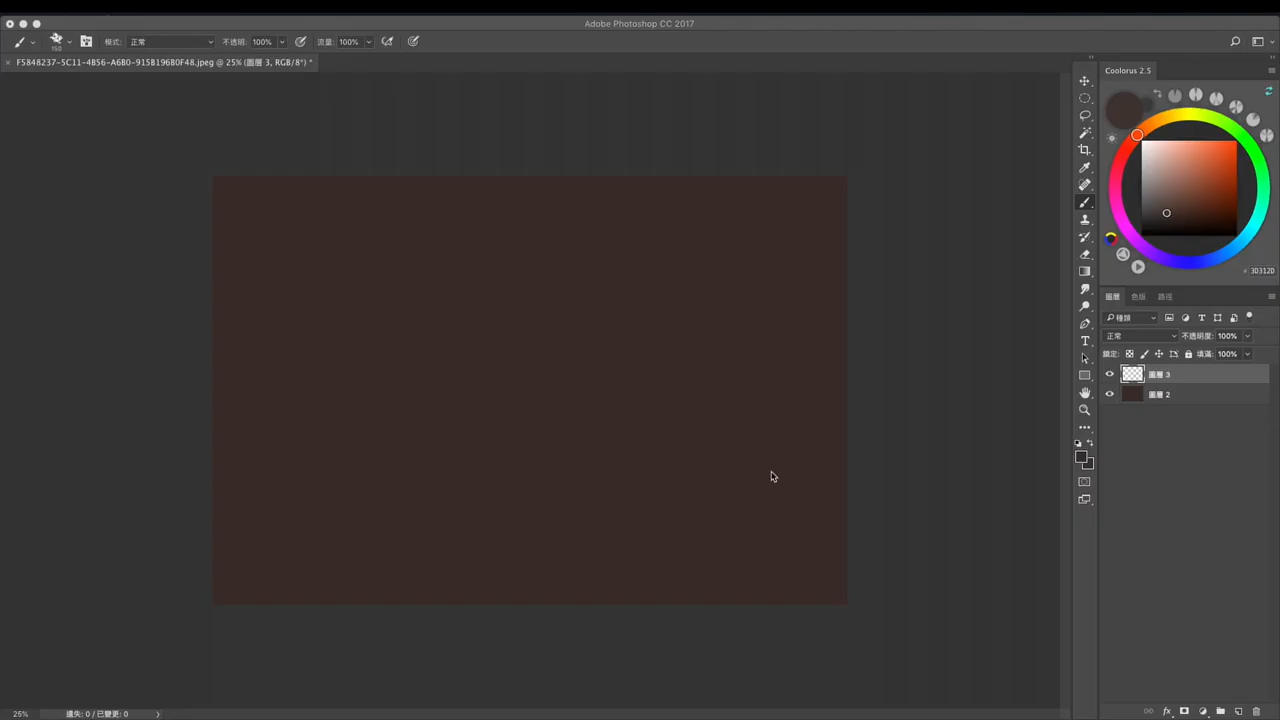 Adobe Photoshop CC 2017
150
模式: 正常 不透明: 100% 流量: 100%
× F5848237-5C11-4B56-A6B0-915B196B0F48.jpeg @ 25% (圖層 3, RGB/8*) *
Coolorus 2.5
# 3D312D
圖層 色版 路徑
種類
正常 不透明度: 100%
鎖定: 填滿: 100%
圖層 3
圖層 2
fx
25% 遺失: 0 / 已變更: 0